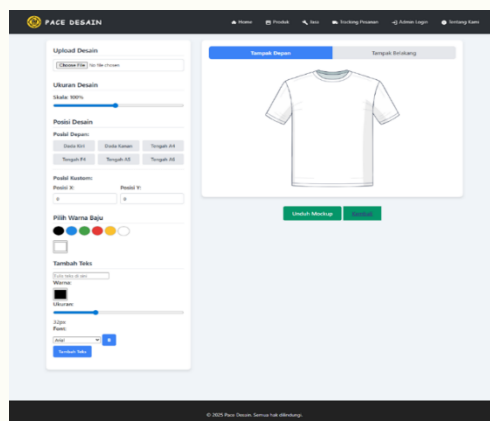 PACE DESAIN
Home Produk Jasa Tracking Pesanan Admin Login Tentang Kami
Upload Desain
Choose File No file chosen
Ukuran Desain
Skala: 100%
Posisi Desain
Posisi Depan:
Dada Kiri Dada Kanan Tengah A4
Tengah A5 Tengah A6
Posisi Kustom:
Posisi X: Posisi Y:
0 0
Pilih Warna Baju
Tambah Teks
Warna:
Ukuran:
32px
Font:
Arial
Tambah Teks
Tampak Depan Tampak Belakang
Unduh Mockup
© 2025 Pace Desain. Semua hak dilindungi.